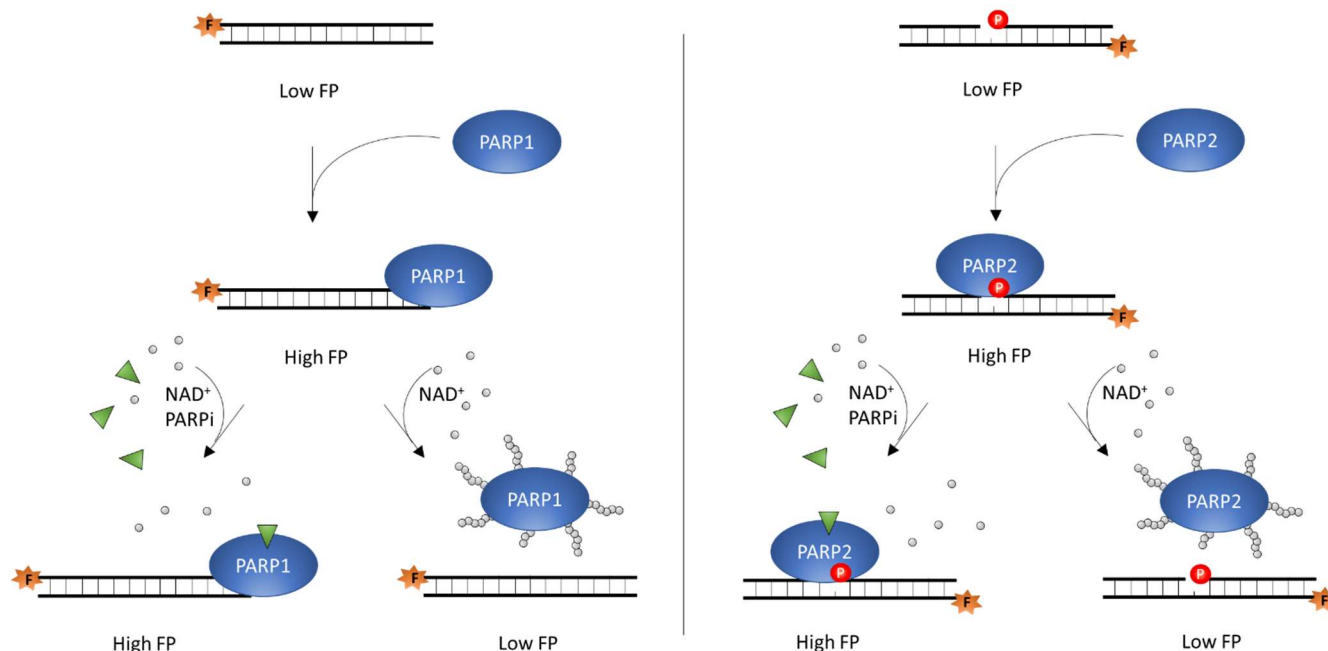 F
Low FP
PARP1
F
PARP1
High FP
NAD⁺
PARPi
NAD⁺
PARP1
F
PARP1
F
High FP
Low FP
P
F
Low FP
PARP2
PARP2
P
F
High FP
NAD⁺
PARPi
NAD⁺
PARP2
PARP2
P
F
P
F
High FP
Low FP